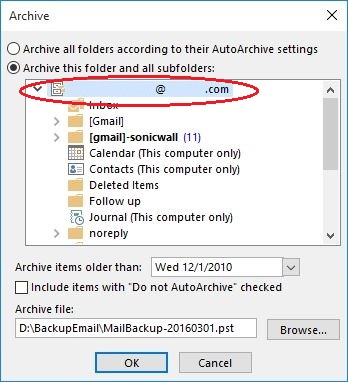 Archive
Archive all folders according to their AutoArchive settings
Archive this folder and all subfolders:
@ .com
Inbox
[Gmail]
[gmail]-sonicwall (11)
Calendar (This computer only)
Contacts (This computer only)
Deleted Items
Follow up
Journal (This computer only)
noreply
Archive items older than: Wed 12/1/2010
Include items with "Do not AutoArchive" checked
Archive file:
D:\BackupEmail\MailBackup-20160301.pst Browse...
OK Cancel